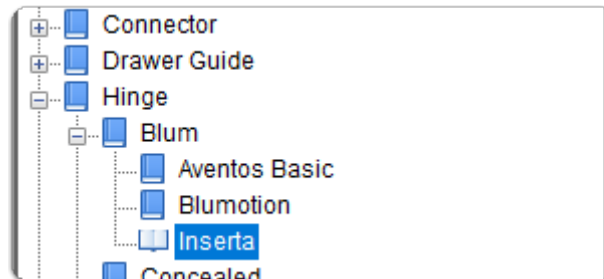 Connector
Drawer Guide
Hinge
Blum
Aventos Basic
Blumotion
Inserta
Concealed